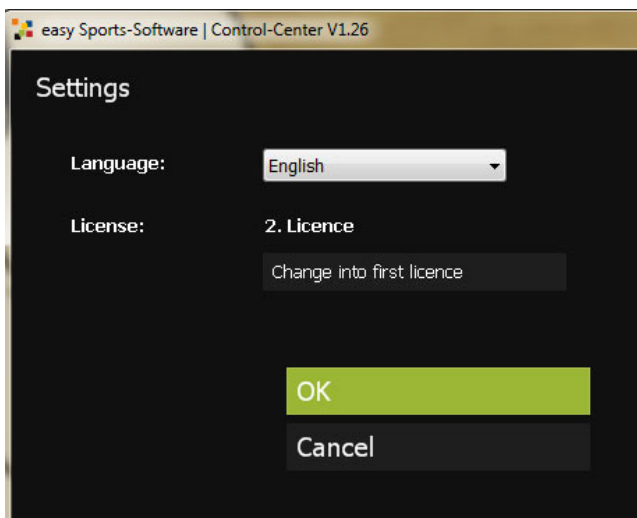 easy Sports-Software | Control-Center V1.26
Settings
Language: English
License: 2. Licence
Change into first licence
OK
Cancel